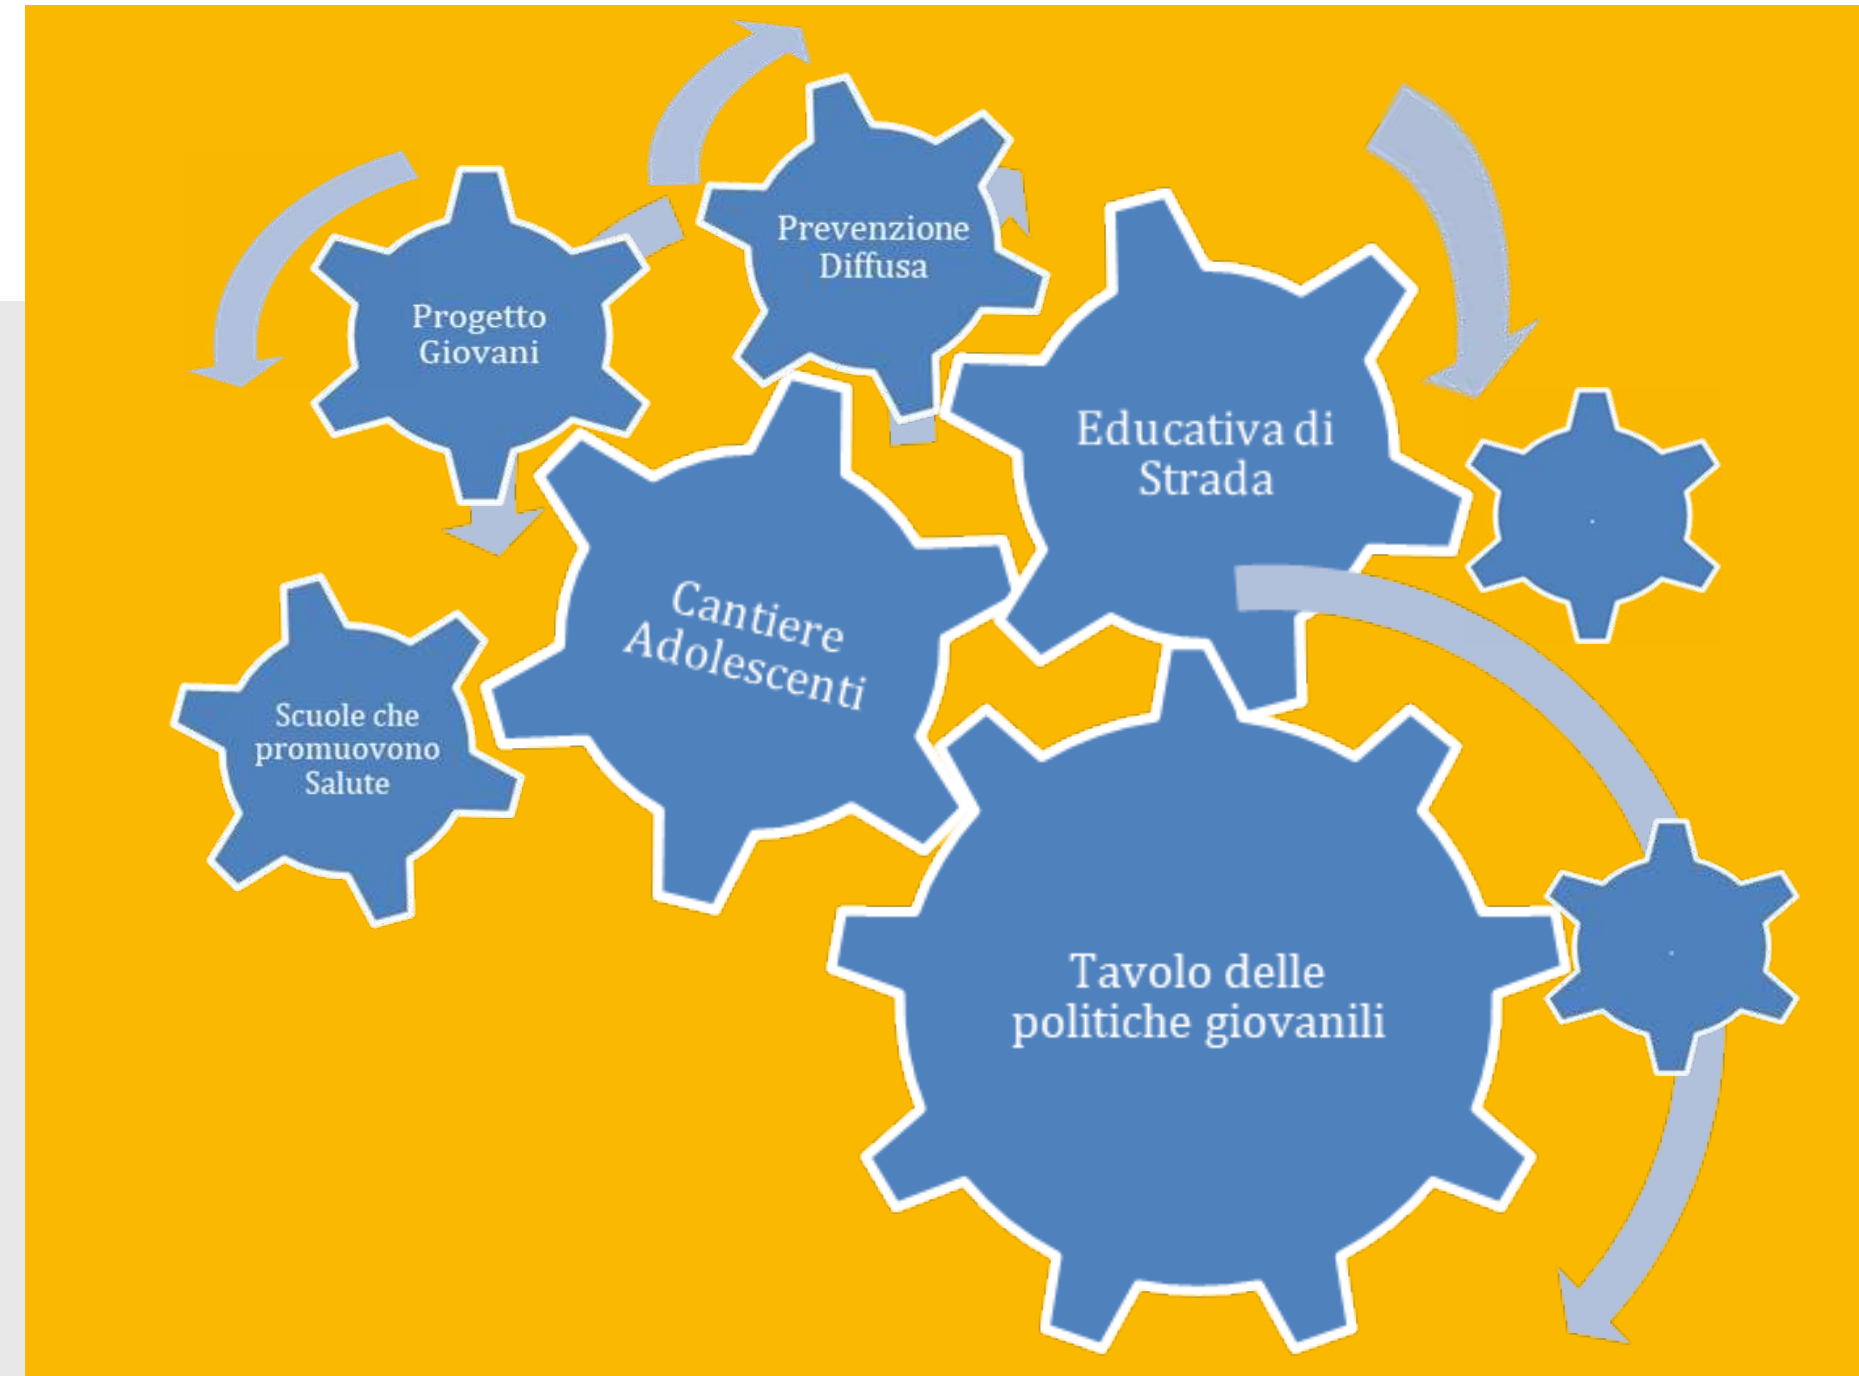 Prevenzione
Diffusa
Progetto
Giovani
Educativa di
Strada
Cantiere
Adolescenti
Scuole che
promuovono
Salute
Tavolo delle
politiche giovanili
.
.